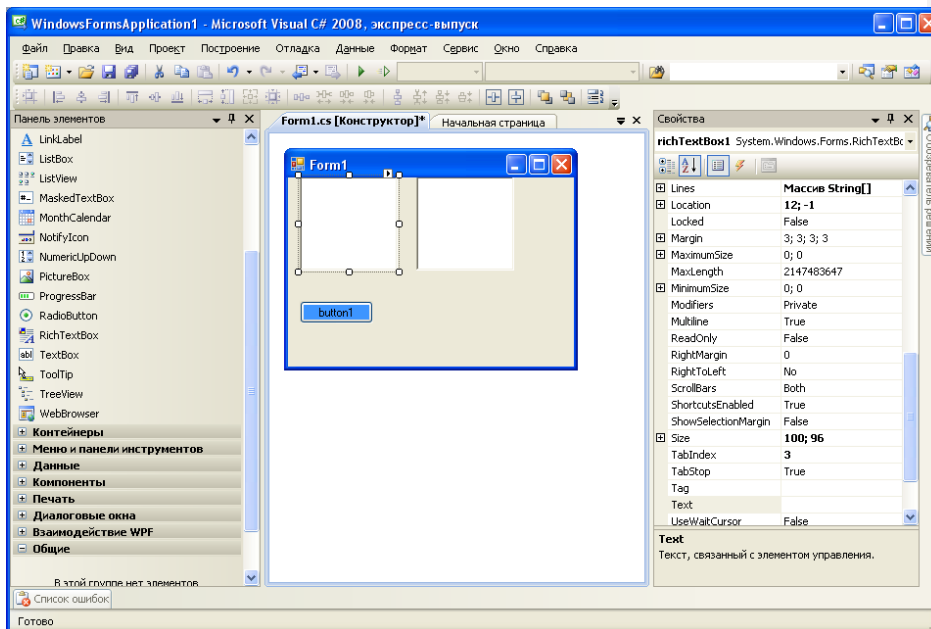 WindowsFormsApplication1 - Microsoft Visual C# 2008, экспресс-выпуск
Файл Правка Вид Проект Построение Отладка Данные Формат Сервис Окно Справка
Панель элементов
LinkLabel
ListBox
ListView
MaskedTextBox
MonthCalendar
NotifyIcon
NumericUpDown
PictureBox
ProgressBar
RadioButton
RichTextBox
TextBox
ToolTip
TreeView
WebBrowser
Контейнеры
Меню и панели инструментов
Данные
Компоненты
Печать
Диалоговые окна
Взаимодействие WPF
Общие
В этой группе нет элементов
Form1.cs [Конструктор]* Начальная страница
Form1
button1
Свойства
richTextBox1 System.Windows.Forms.RichTextBo
Lines Массив String[]
Location 12; -1
Locked False
Margin 3; 3; 3; 3
MaximumSize 0; 0
MaxLength 2147483647
MinimumSize 0; 0
Modifiers Private
Multiline True
ReadOnly False
RightMargin 0
RightToLeft No
ScrollBars Both
ShortcutsEnabled True
ShowSelectionMargin False
Size 100; 96
TabIndex 3
TabStop True
Tag
Text
UseWaitCursor False
Text
Текст, связанный с элементом управления.
Обозреватель решений
Список ошибок
Готово